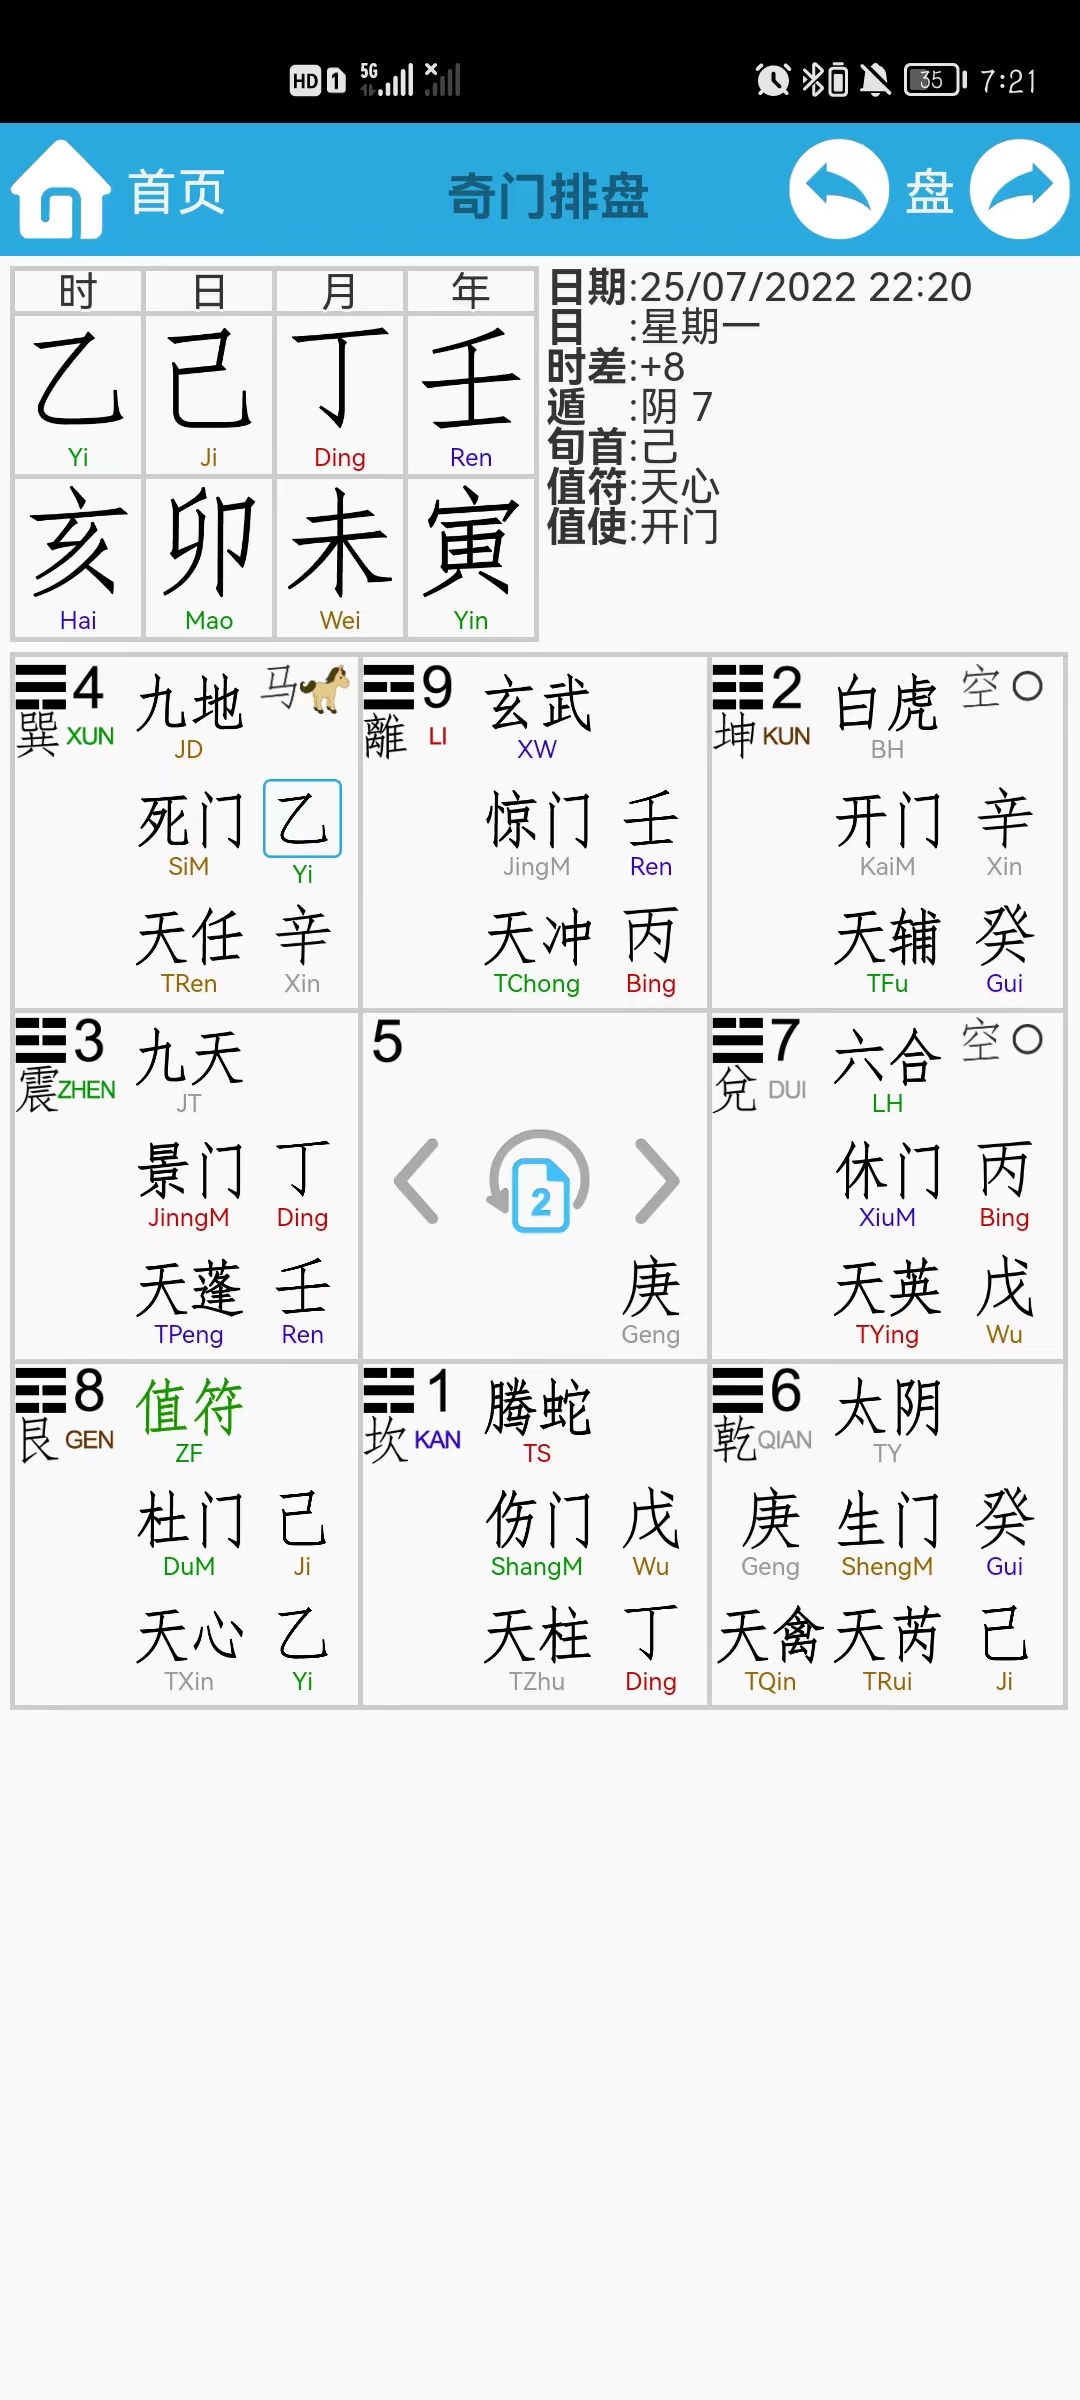 HD 1 5G 35 7:21
首页 奇门排盘 盘
时 日 月 年
乙 己 丁 壬
Yi Ji Ding Ren
亥 卯 未 寅
Hai Mao Wei Yin
日期:25/07/2022 22:20
日 :星期一
时差:+8
遁 :阴 7
旬首:己
值符:天心
值使:开门
4 九地 马
巽 XUN JD
死门 乙
SiM Yi
天任 辛
TRen Xin
9 玄武
離 LI XW
惊门 壬
JingM Ren
天冲 丙
TChong Bing
2 白虎 空
坤 KUN BH
开门 辛
KaiM Xin
天辅 癸
TFu Gui
3 九天
震 ZHEN JT
景门 丁
JinngM Ding
天蓬 壬
TPeng Ren
5
2
庚
Geng
7 六合 空
兌 DUI LH
休门 丙
XiuM Bing
天英 戊
TYing Wu
8 值符
艮 GEN ZF
杜门 己
DuM Ji
天心 乙
TXin Yi
1 腾蛇
坎 KAN TS
伤门 戊
ShangM Wu
天柱 丁
TZhu Ding
6 太阴
乾 QIAN TY
庚 生门 癸
Geng ShengM Gui
天禽 天芮 己
TQin TRui Ji